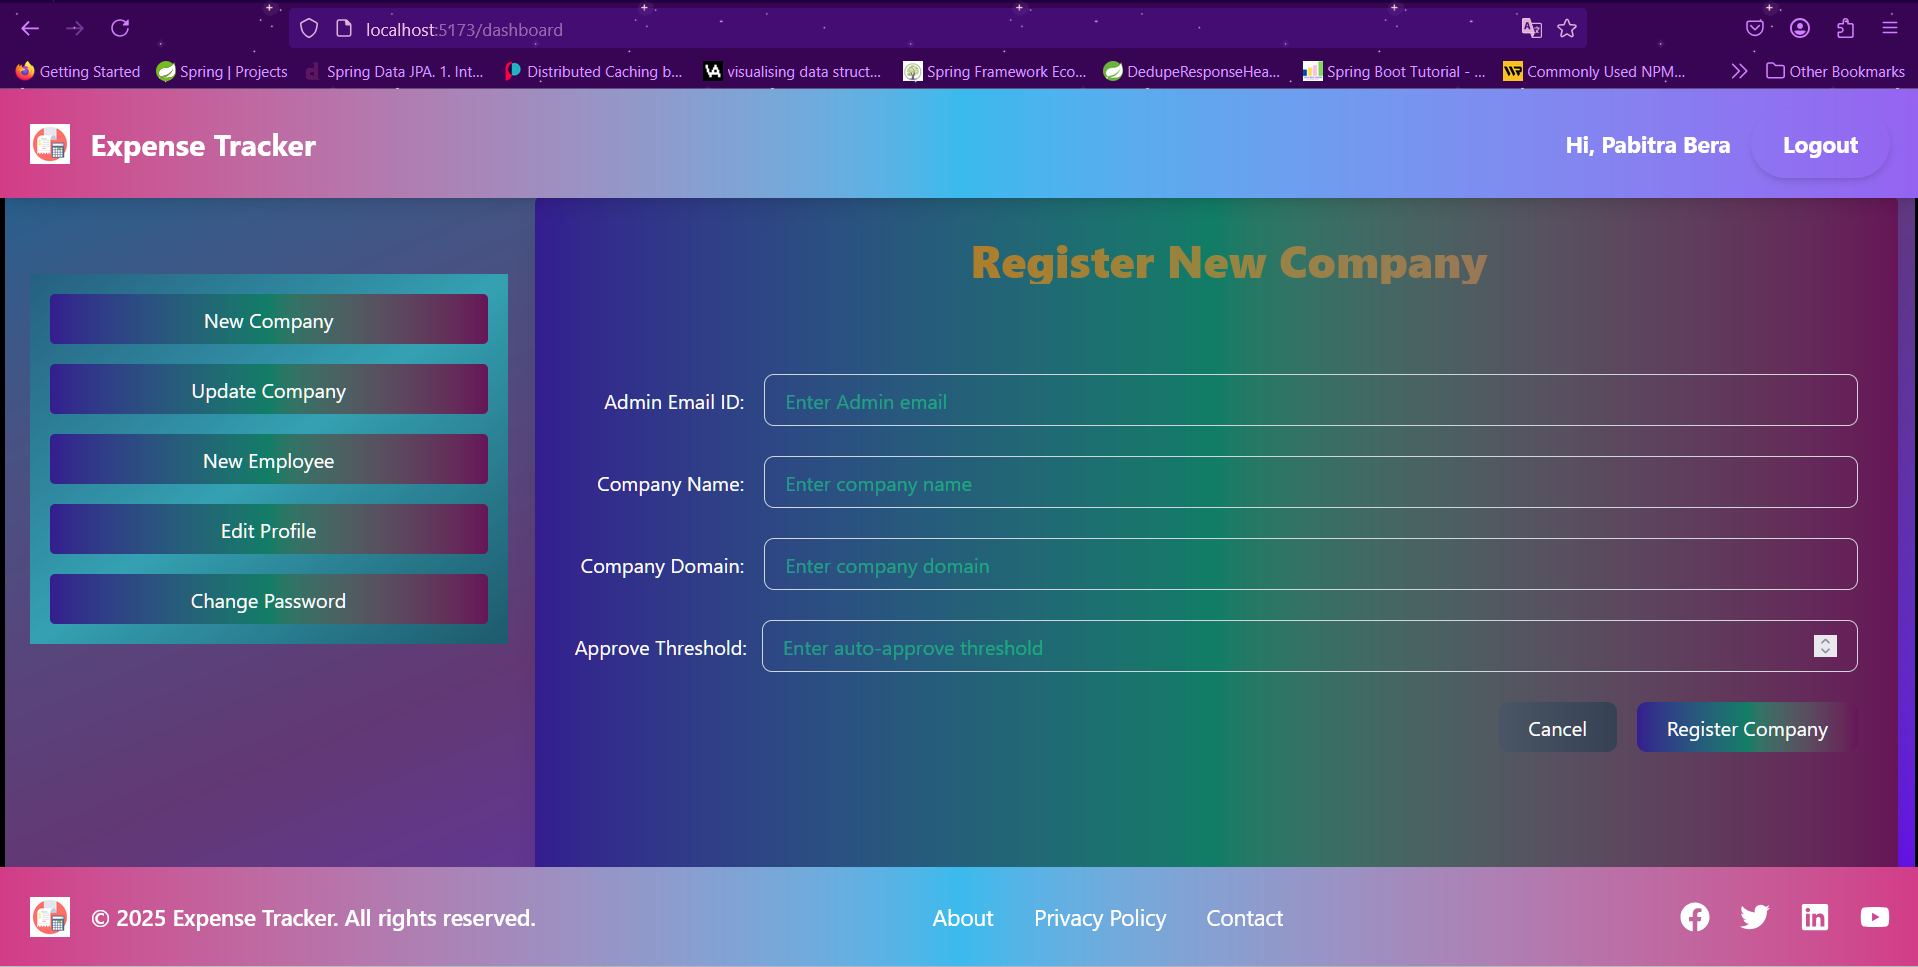 localhost:5173/dashboard
Getting Started
Spring | Projects
Spring Data JPA. 1. Int...
Distributed Caching b...
visualising data struct...
Spring Framework Eco...
DedupeResponseHea...
Spring Boot Tutorial - ...
Commonly Used NPM...
Other Bookmarks
Expense Tracker
Hi, Pabitra Bera
Logout
New Company
Update Company
New Employee
Edit Profile
Change Password
Register New Company
Admin Email ID:
Enter Admin email
Company Name:
Enter company name
Company Domain:
Enter company domain
Approve Threshold:
Enter auto-approve threshold
Cancel
Register Company
© 2025 Expense Tracker. All rights reserved.
About
Privacy Policy
Contact